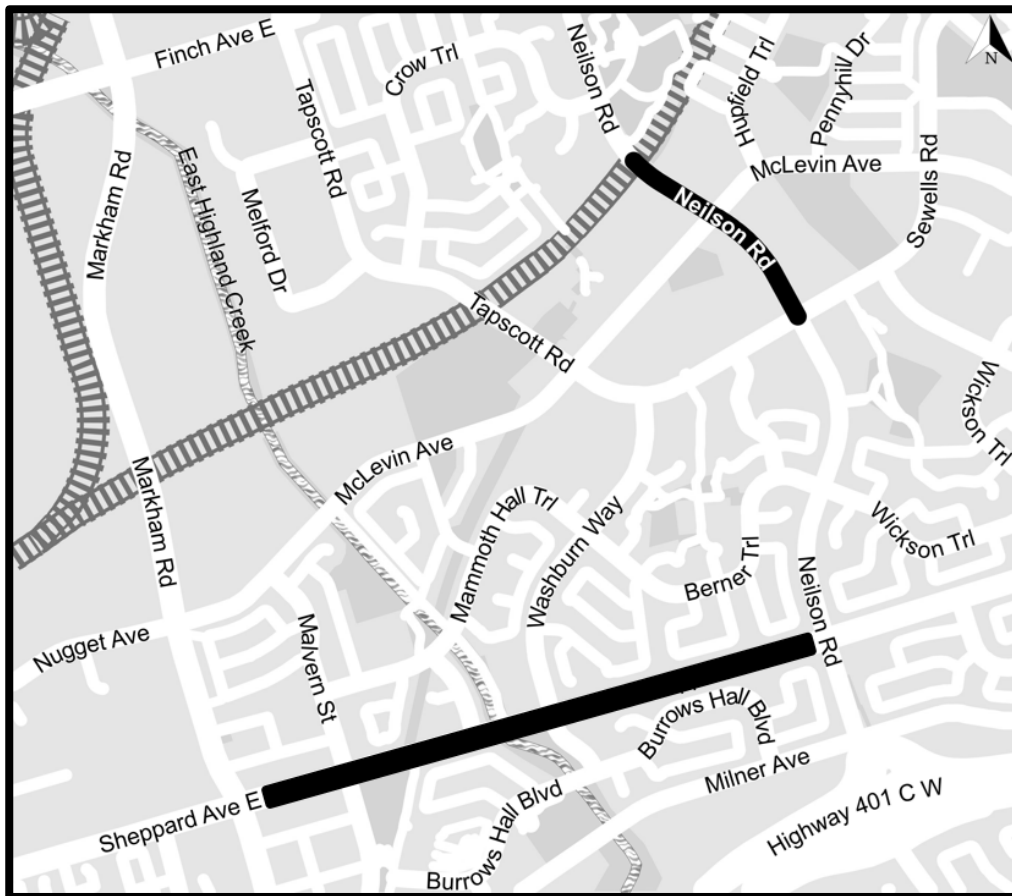 Finch Ave E
Crow Trl
Neilson Rd
Hupfield Trl
Pennyhill Dr
N
Tapscott Rd
McLevin Ave
Markham Rd
East Highland Creek
Melford Dr
Neilson Rd
Sewells Rd
Tapscott Rd
Wickson Trl
McLevin Ave
Markham Rd
Mammoth Hall Trl
Washburn Way
Wickson Trl
Berner Trl
Neilson Rd
Nugget Ave
Malvern St
Burrows Hall Blvd
Milner Ave
Sheppard Ave E
Burrows Hall Blvd
Highway 401 C W